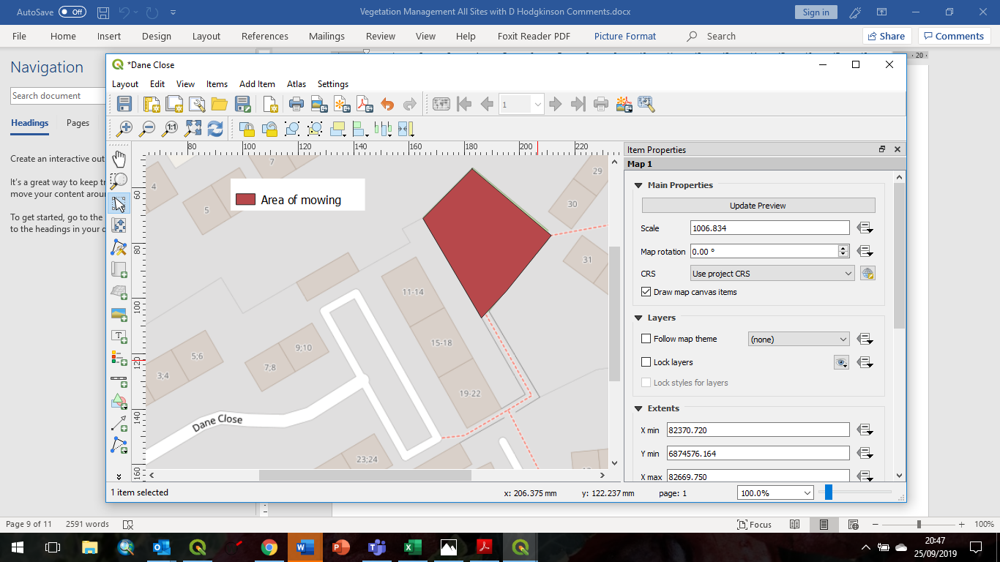 AutoSave Off
Vegetation Management All Sites with D Hodgkinson Comments.docx
Sign in
File Home Insert Design Layout References Mailings Review View Help Foxit Reader PDF Picture Format Search Share Comments
Navigation
Search document
Headings Pages
Create an interactive out
It's a great way to keep tr
move your content arou
To get started, go to the
to the headings in your d
20
*Dane Close
Layout Edit View Items Add Item Atlas Settings
1
1:1
80 100 120 140 160 180 200 220
60
80
100
120
140
160
Area of mowing
4
5
7
29
30
31
11-14
15-18
19-22
9;10
7;8
5;6
3;4
23;24
Dane Close
Item Properties
Map 1
Main Properties
Update Preview
Scale 1006.834
Map rotation 0.00 °
CRS Use project CRS
Draw map canvas items
Layers
Follow map theme (none)
Lock layers
Lock styles for layers
Extents
X min 82370.720
Y min 6874576.164
X max 82669.750
1 item selected
x: 206.375 mm y: 122.237 mm page: 1 100.0%
Page 9 of 11 2591 words
Focus
100%
20:47
25/09/2019